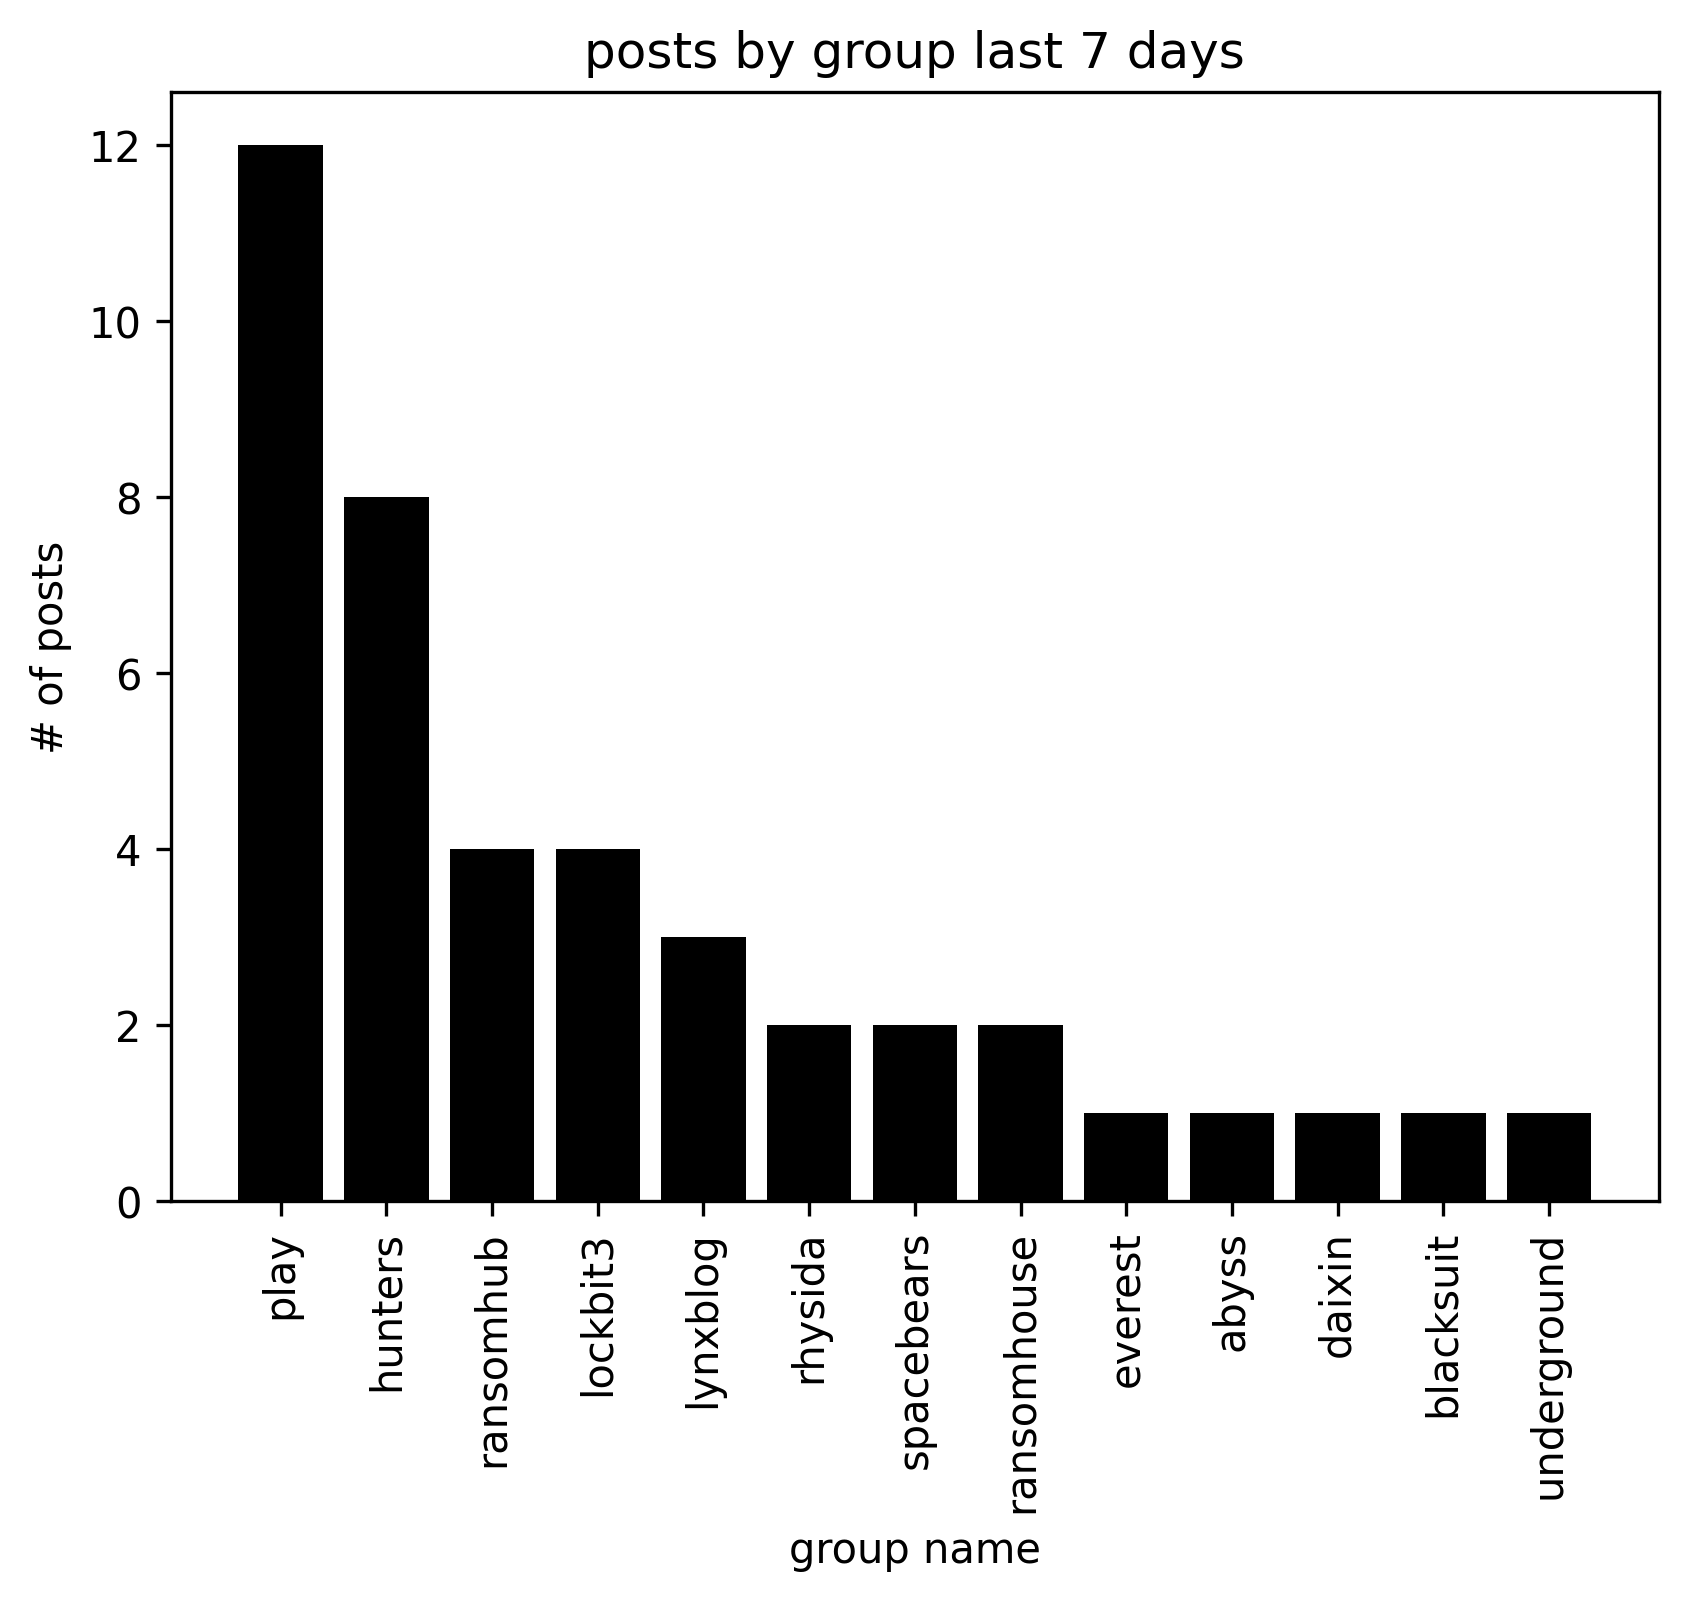 posts by group last 7 days
12
10
8
6
4
2
0
# of posts
play
hunters
ransomhub
lockbit3
lynxblog
rhysida
spacebears
ransomhouse
everest
abyss
daixin
blacksuit
underground
group name